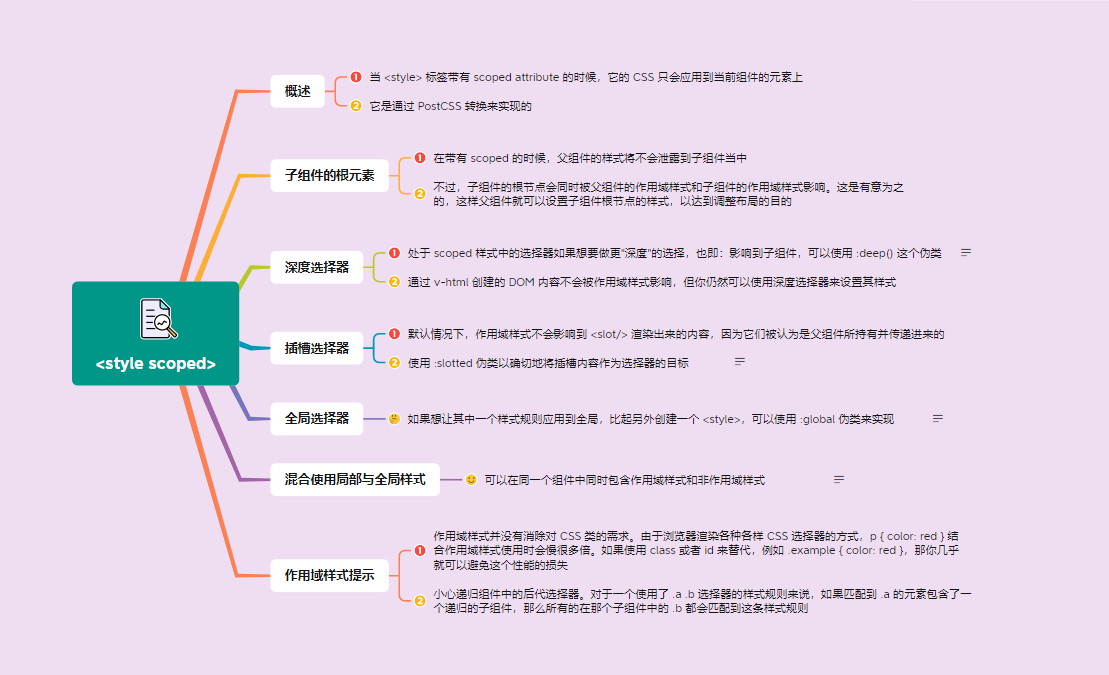 概述
1 当 <style> 标签带有 scoped attribute 的时候，它的 CSS 只会应用到当前组件的元素上
2 它是通过 PostCSS 转换来实现的
子组件的根元素
1 在带有 scoped 的时候，父组件的样式将不会泄露到子组件当中
2 不过，子组件的根节点会同时被父组件的作用域样式和子组件的作用域样式影响。这是有意为之
的，这样父组件就可以设置子组件根节点的样式，以达到调整布局的目的
深度选择器
1 处于 scoped 样式中的选择器如果想要做更"深度"的选择，也即：影响到子组件，可以使用 :deep() 这个伪类
2 通过 v-html 创建的 DOM 内容不会被作用域样式影响，但你仍然可以使用深度选择器来设置其样式
<style scoped>
插槽选择器
1 默认情况下，作用域样式不会影响到 <slot/> 渲染出来的内容，因为它们被认为是父组件所持有并传递进来的
2 使用 :slotted 伪类以确切地将插槽内容作为选择器的目标
全局选择器
如果想让其中一个样式规则应用到全局，比起另外创建一个 <style>，可以使用 :global 伪类来实现
混合使用局部与全局样式
可以在同一个组件中同时包含作用域样式和非作用域样式
作用域样式提示
1 作用域样式并没有消除对 CSS 类的需求。由于浏览器渲染各种各样 CSS 选择器的方式，p { color: red } 结
合作用域样式使用时会慢很多倍。如果使用 class 或者 id 来替代，例如 .example { color: red }，那你几乎
就可以避免这个性能的损失
2 小心递归组件中的后代选择器。对于一个使用了 .a .b 选择器的样式规则来说，如果匹配到 .a 的元素包含了一
个递归的子组件，那么所有的在那个子组件中的 .b 都会匹配到这条样式规则